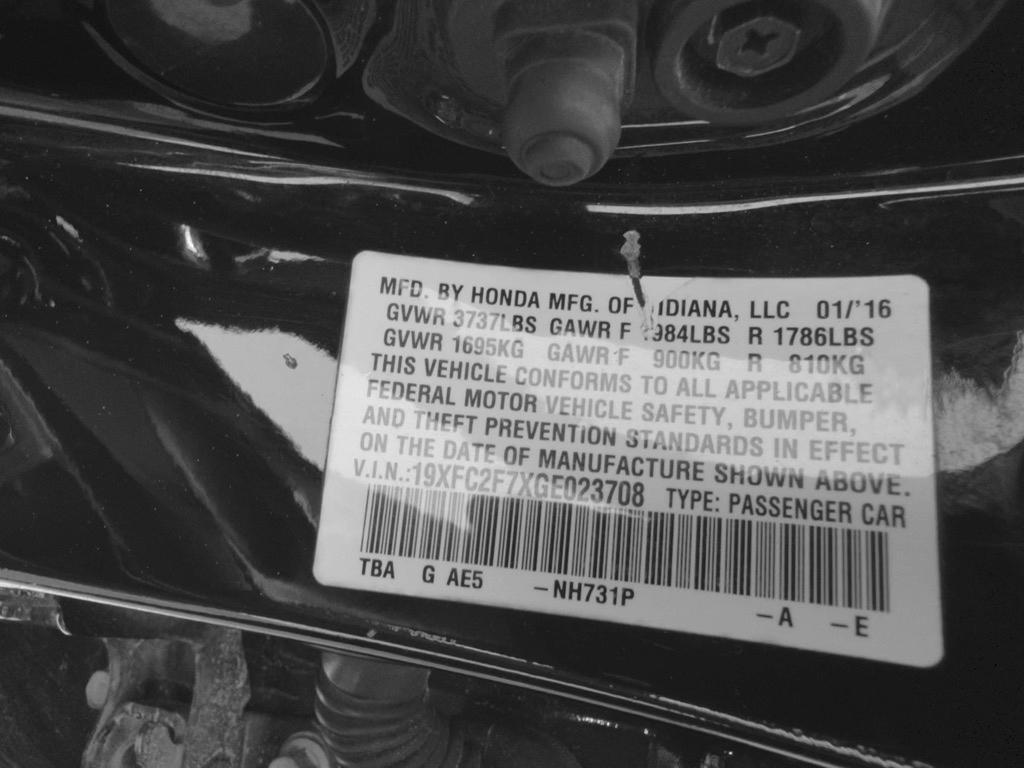 MFD. BY HONDA MFG. OF INDIANA, LLC 01/'16
GVWR 3737LBS GAWR F 1984LBS R 1786LBS
GVWR 1695KG GAWR F 900KG R 810KG
THIS VEHICLE CONFORMS TO ALL APPLICABLE
FEDERAL MOTOR VEHICLE SAFETY, BUMPER,
AND THEFT PREVENTION STANDARDS IN EFFECT
ON THE DATE OF MANUFACTURE SHOWN ABOVE.
V.I.N.:19XFC2F7XGE023708 TYPE: PASSENGER CAR
TBA G AE5 -NH731P -A -E